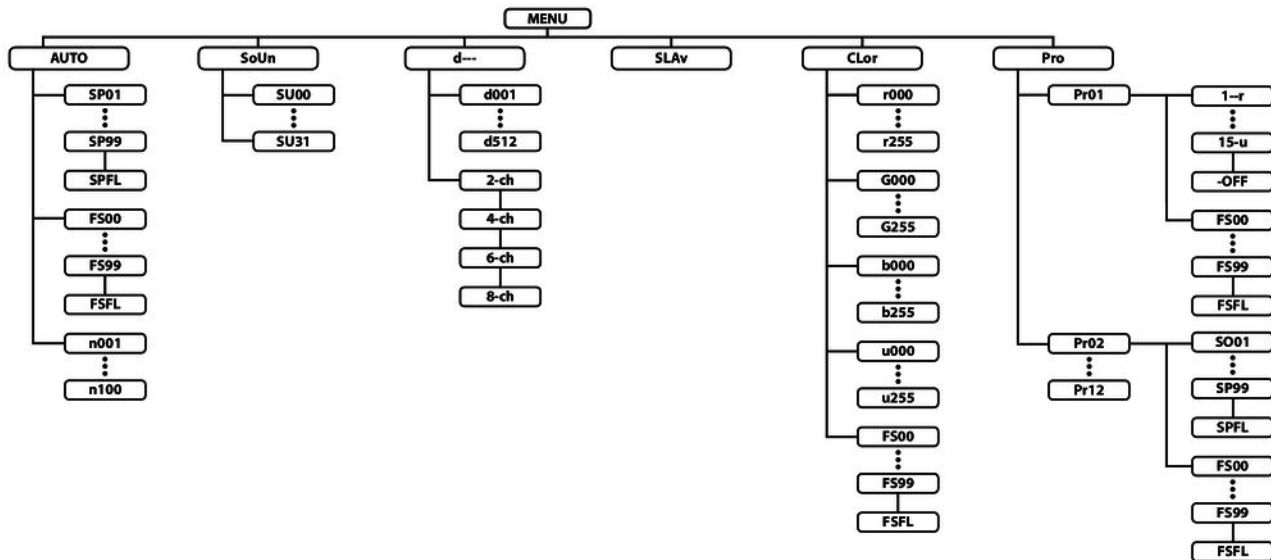 MENU
AUTO
SP01
SP99
SPFL
FS00
FS99
FSFL
n001
n100
SoUn
SU00
SU31
d---
d001
d512
2-ch
4-ch
6-ch
8-ch
SLAv
CLor
r000
r255
G000
G255
b000
b255
u000
u255
FS00
FS99
FSFL
Pro
Pr01
1--r
15-u
-OFF
FS00
FS99
FSFL
Pr02
Pr12
SO01
SP99
SPFL
FS00
FS99
FSFL